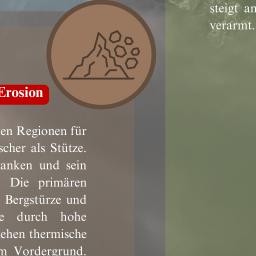 steigt an
verarmt.
Erosion
en Regionen für
scher als Stütze.
anken und sein
Die primären
Bergstürze und
e durch hohe
ehen thermische
m Vordergrund.